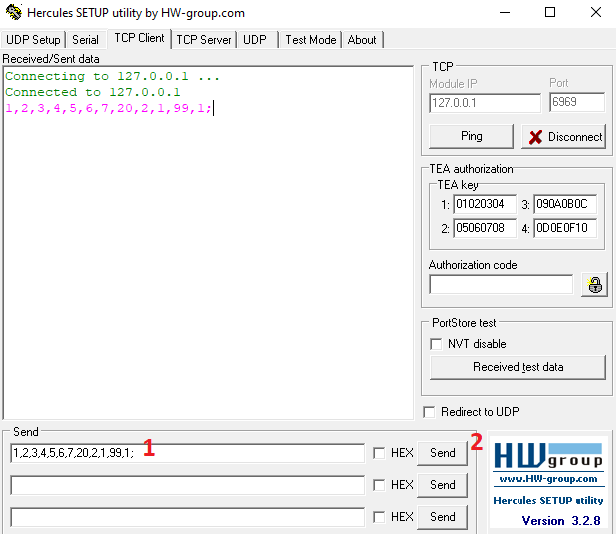 Hercules SETUP utility by HW-group.com
UDP Setup Serial TCP Client TCP Server UDP Test Mode About
Received/Sent data
Connecting to 127.0.0.1 ...
Connected to 127.0.0.1
1,2,3,4,5,6,7,20,2,1,99,1;
TCP
Module IP Port
127.0.0.1 6969
Ping Disconnect
TEA authorization
TEA key
1: 01020304 3: 090A0B0C
2: 05060708 4: 0D0E0F10
Authorization code
PortStore test
NVT disable
Received test data
Redirect to UDP
Send
1,2,3,4,5,6,7,20,2,1,99,1; 1 HEX Send 2
HEX Send
HEX Send
HWgroup
www.HW-group.com
Hercules SETUP utility
Version 3.2.8